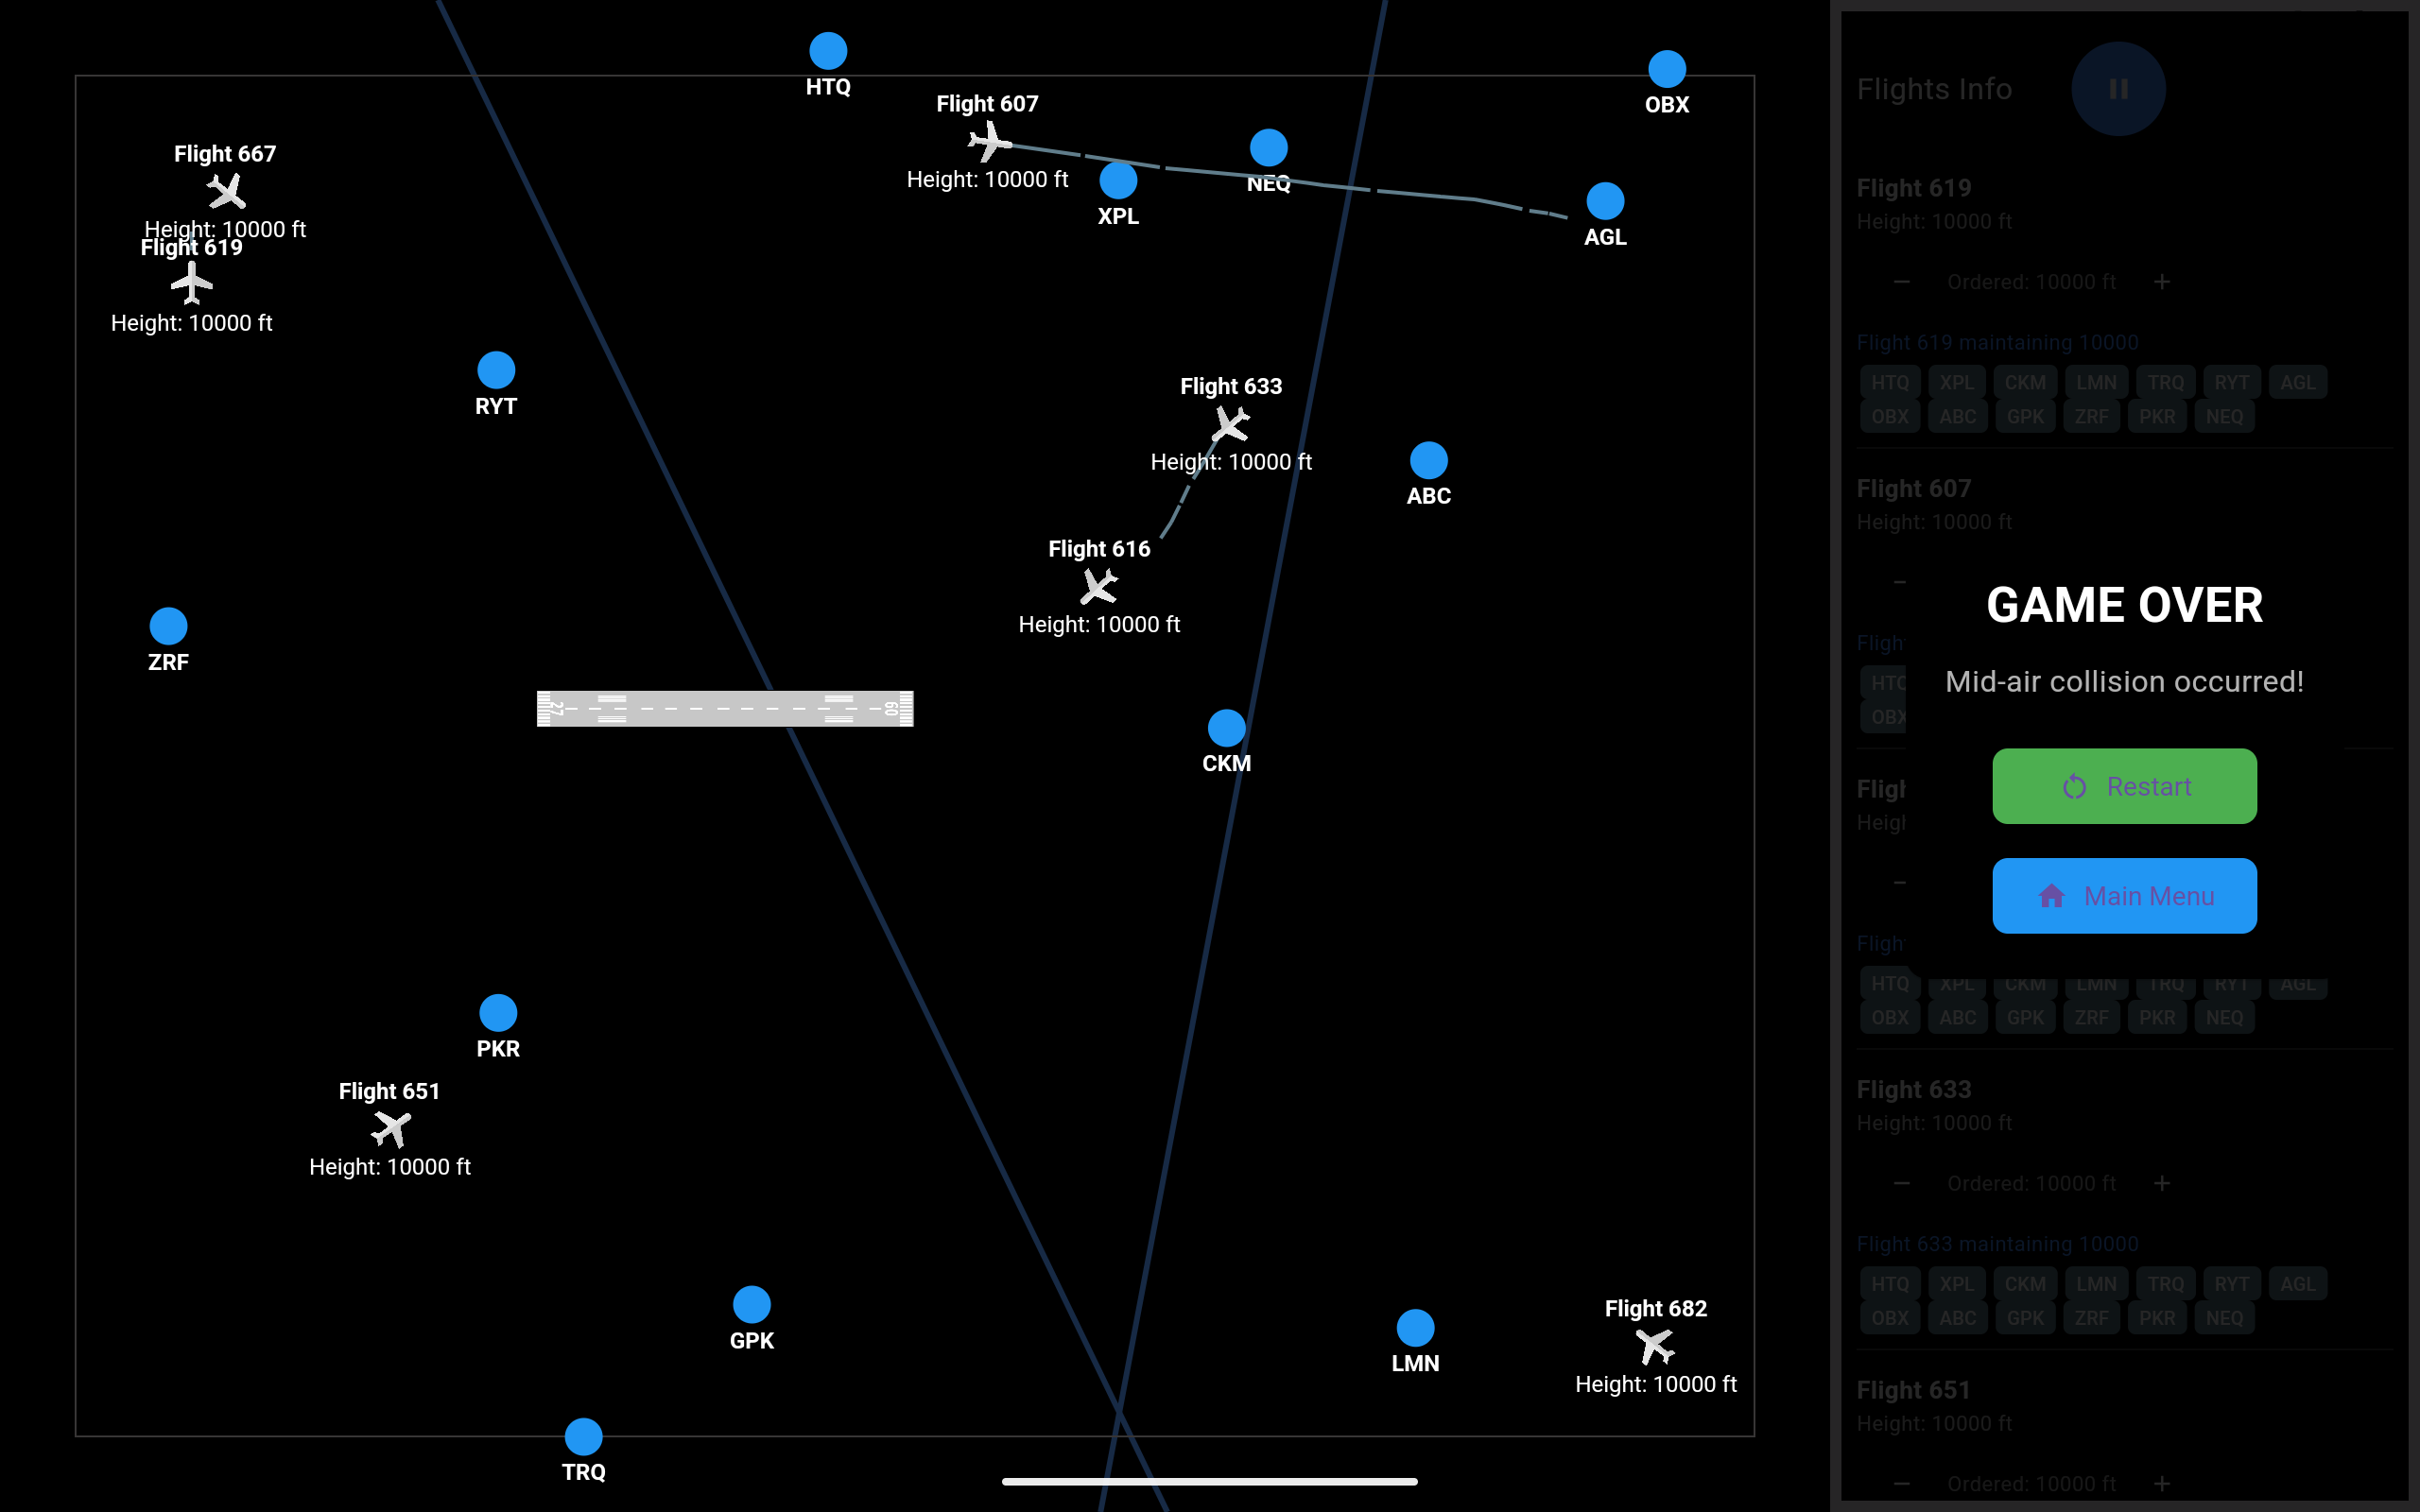 HTQ
OBX
Flight 607
Height: 10000 ft
NEQ
XPL
AGL
Flight 667
Height: 10000 ft
Flight 619
Height: 10000 ft
RYT
Flight 633
Height: 10000 ft
ABC
Flight 616
Height: 10000 ft
ZRF
27
09
CKM
PKR
Flight 651
Height: 10000 ft
GPK
LMN
Flight 682
Height: 10000 ft
TRQ
Flights Info
Flight 619
Height: 10000 ft
− Ordered: 10000 ft +
Flight 619 maintaining 10000
HTQ XPL CKM LMN TRQ RYT AGL
OBX ABC GPK ZRF PKR NEQ
Flight 607
Height: 10000 ft
−
GAME OVER
Mid-air collision occurred!
Restart
Main Menu
HTQ XPL CKM LMN TRQ RYT AGL
OBX ABC GPK ZRF PKR NEQ
Flight 633
Height: 10000 ft
− Ordered: 10000 ft +
Flight 633 maintaining 10000
HTQ XPL CKM LMN TRQ RYT AGL
OBX ABC GPK ZRF PKR NEQ
Flight 651
Height: 10000 ft
− Ordered: 10000 ft +